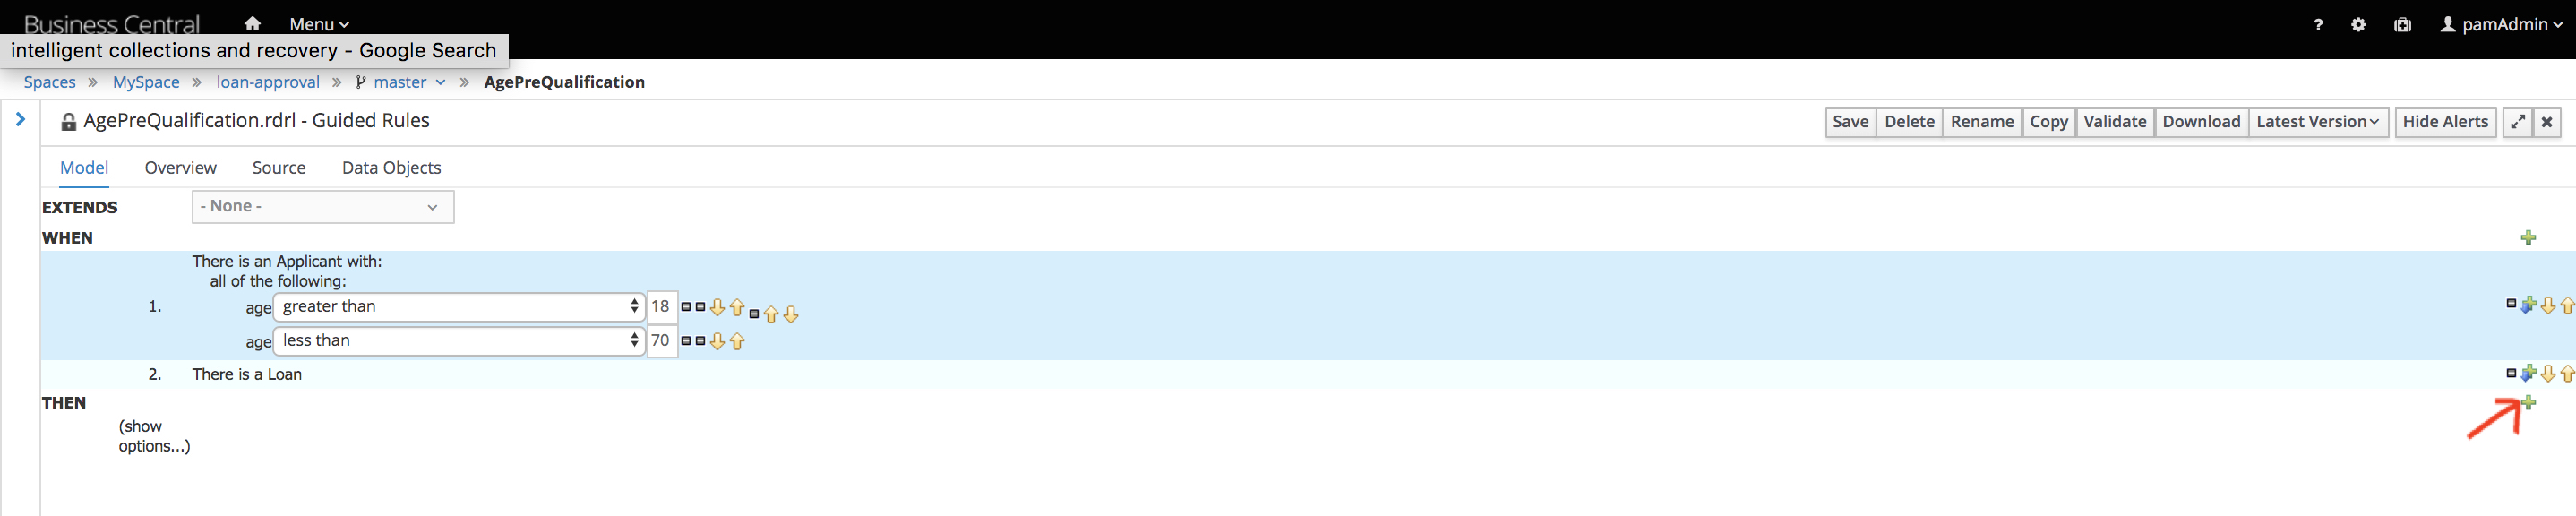 Business Central Menu ? pamAdmin
intelligent collections and recovery - Google Search
Spaces » MySpace » loan-approval » master » AgePreQualification
AgePreQualification.rdrl - Guided Rules Save Delete Rename Copy Validate Download Latest Version Hide Alerts
Model Overview Source Data Objects
EXTENDS - None -
WHEN
There is an Applicant with:
all of the following:
1. age greater than 18
age less than 70
2. There is a Loan
THEN
(show
options...)